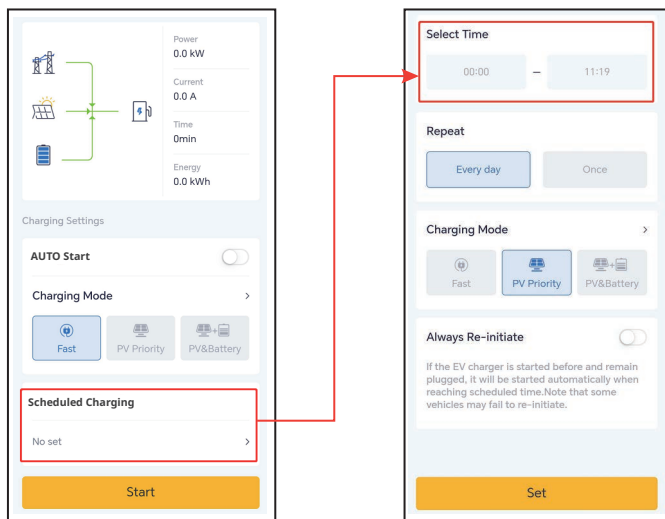 Power
0.0 kW
Current
0.0 A
Time
0min
Energy
0.0 kWh
Charging Settings
AUTO Start
Charging Mode >
Fast PV Priority PV&Battery
Scheduled Charging
No set >
Start
Select Time
00:00 – 11:19
Repeat
Every day Once
Charging Mode >
Fast PV Priority PV&Battery
Always Re-initiate
If the EV charger is started before and remain
plugged, it will be started automatically when
reaching scheduled time.Note that some
vehicles may fail to re-initiate.
Set